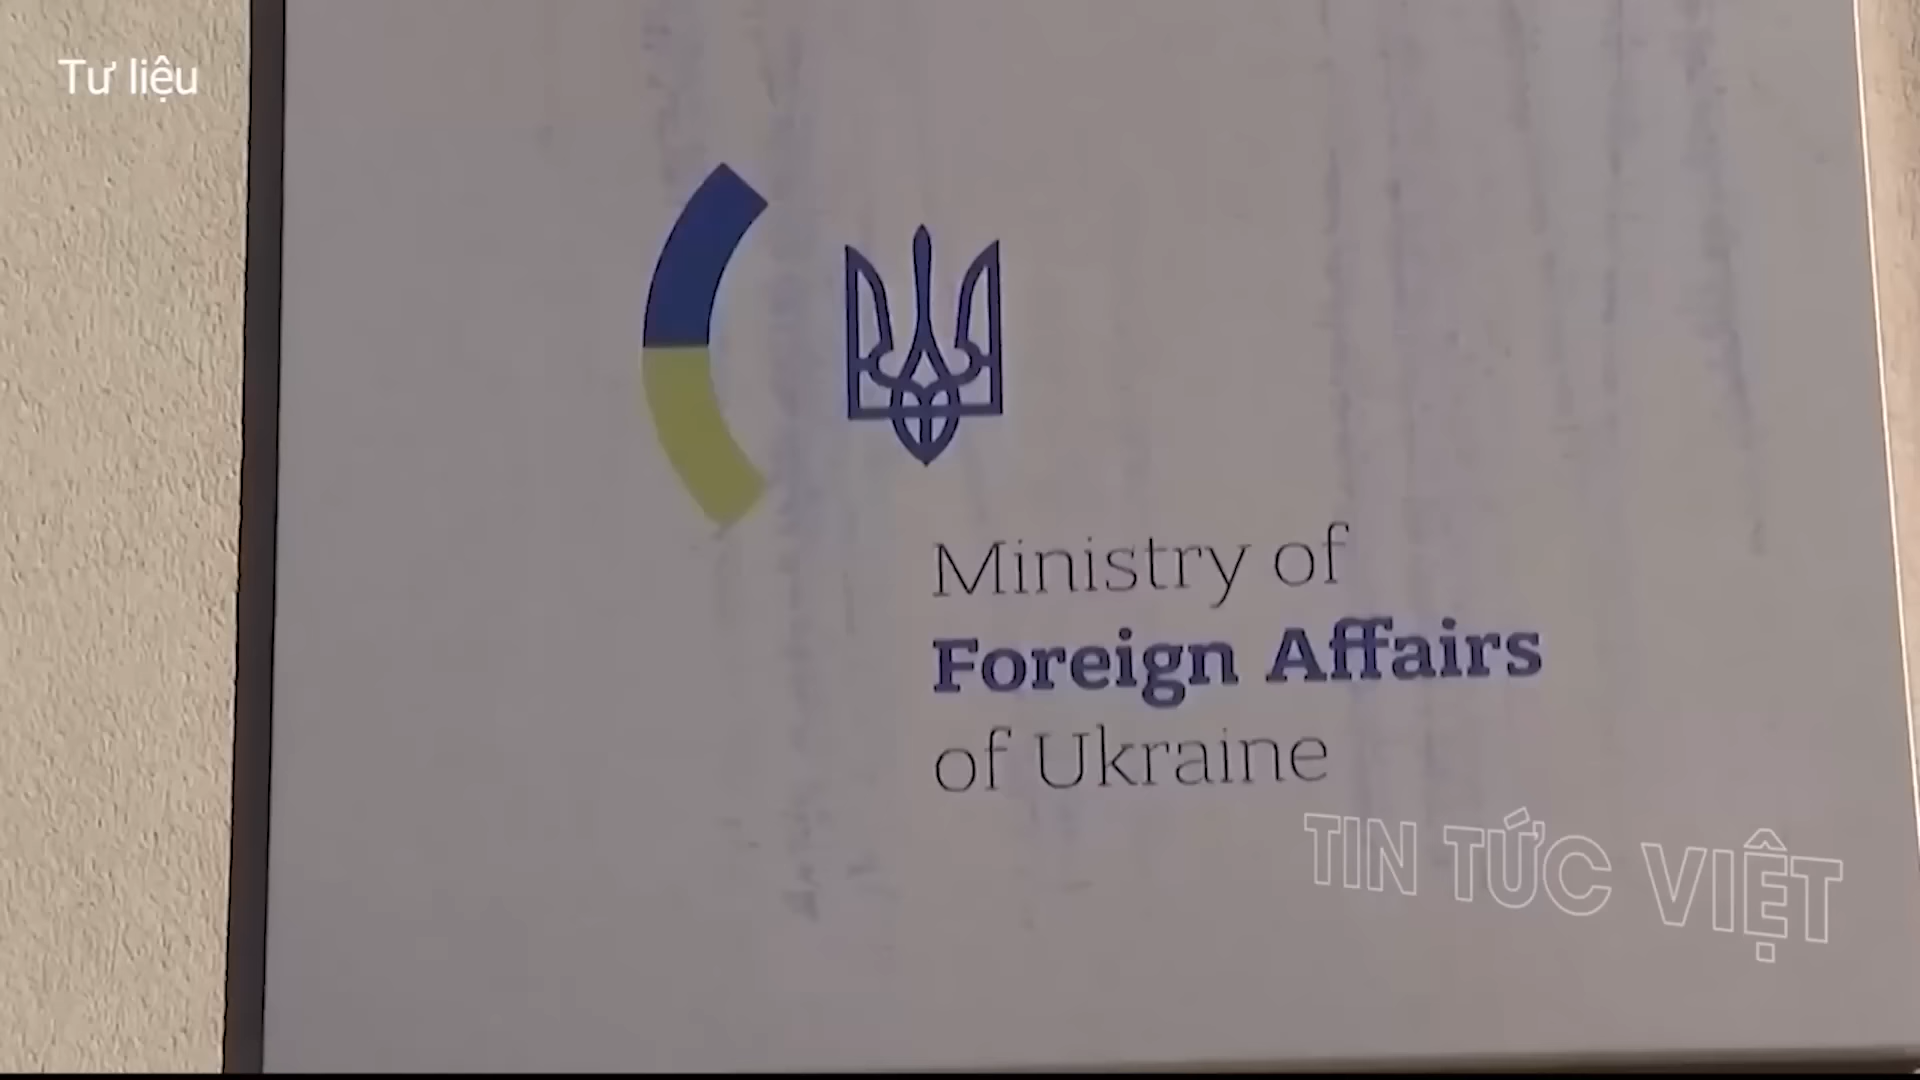 Tư liệu
Ministry of
Foreign Affairs
of Ukraine
TIN TỨC VIỆT